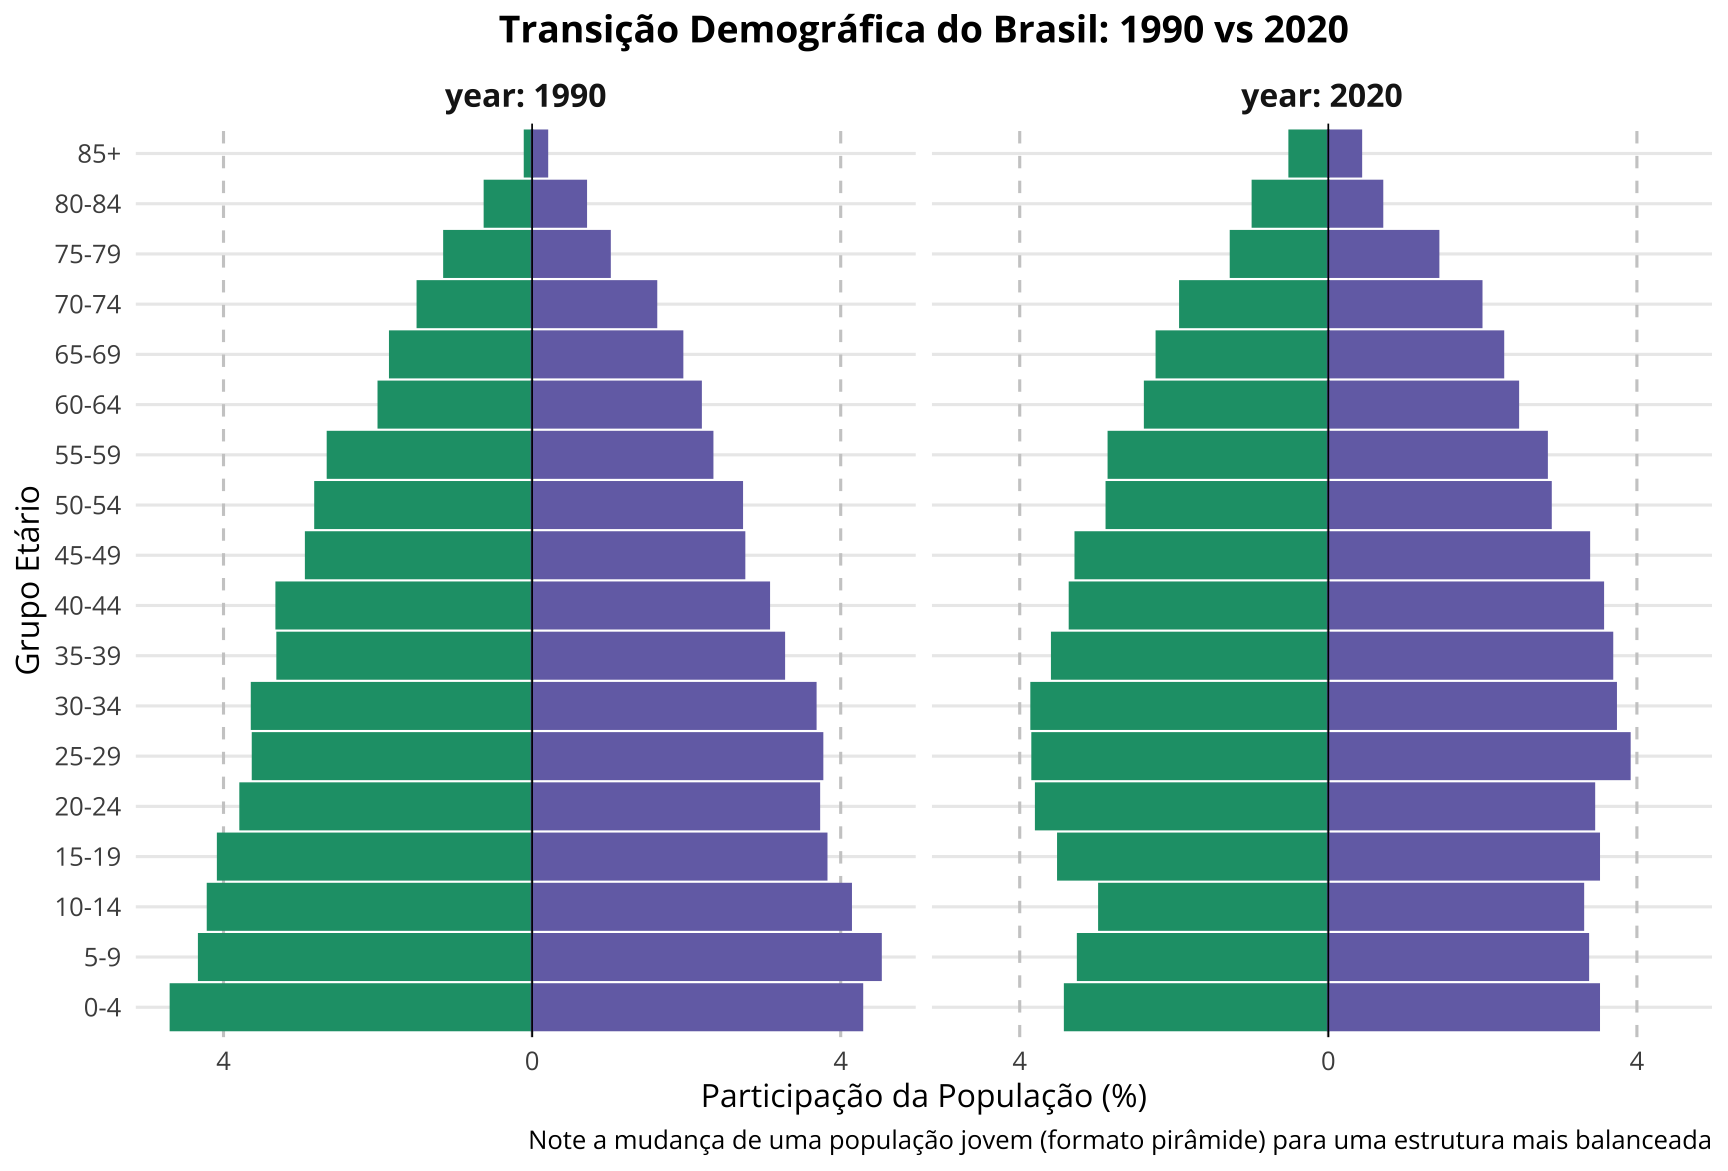 Transição Demográfica do Brasil: 1990 vs 2020
year: 1990
year: 2020
Grupo Etário
85+
80-84
75-79
70-74
65-69
60-64
55-59
50-54
45-49
40-44
35-39
30-34
25-29
20-24
15-19
10-14
5-9
0-4
4 0 4
4 0 4
Participação da População (%)
Note a mudança de uma população jovem (formato pirâmide) para uma estrutura mais balanceada